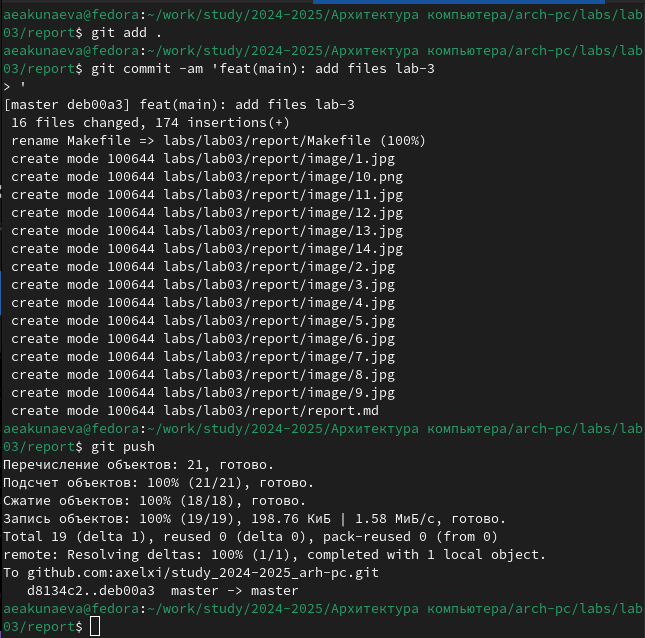 aeakunaeva@fedora:~/work/study/2024-2025/Архитектура компьютера/arch-pc/labs/lab
03/report$ git add .
aeakunaeva@fedora:~/work/study/2024-2025/Архитектура компьютера/arch-pc/labs/lab
03/report$ git commit -am 'feat(main): add files lab-3
> '
[master deb00a3] feat(main): add files lab-3
 16 files changed, 174 insertions(+)
 rename Makefile => labs/lab03/report/Makefile (100%)
 create mode 100644 labs/lab03/report/image/1.jpg
 create mode 100644 labs/lab03/report/image/10.png
 create mode 100644 labs/lab03/report/image/11.jpg
 create mode 100644 labs/lab03/report/image/12.jpg
 create mode 100644 labs/lab03/report/image/13.jpg
 create mode 100644 labs/lab03/report/image/14.jpg
 create mode 100644 labs/lab03/report/image/2.jpg
 create mode 100644 labs/lab03/report/image/3.jpg
 create mode 100644 labs/lab03/report/image/4.jpg
 create mode 100644 labs/lab03/report/image/5.jpg
 create mode 100644 labs/lab03/report/image/6.jpg
 create mode 100644 labs/lab03/report/image/7.jpg
 create mode 100644 labs/lab03/report/image/8.jpg
 create mode 100644 labs/lab03/report/image/9.jpg
 create mode 100644 labs/lab03/report/report.md
aeakunaeva@fedora:~/work/study/2024-2025/Архитектура компьютера/arch-pc/labs/lab
03/report$ git push
Перечисление объектов: 21, готово.
Подсчет объектов: 100% (21/21), готово.
Сжатие объектов: 100% (18/18), готово.
Запись объектов: 100% (19/19), 198.76 КиБ | 1.58 МиБ/с, готово.
Total 19 (delta 1), reused 0 (delta 0), pack-reused 0 (from 0)
remote: Resolving deltas: 100% (1/1), completed with 1 local object.
To github.com:axelxi/study_2024-2025_arh-pc.git
   d8134c2..deb00a3  master -> master
aeakunaeva@fedora:~/work/study/2024-2025/Архитектура компьютера/arch-pc/labs/lab
03/report$